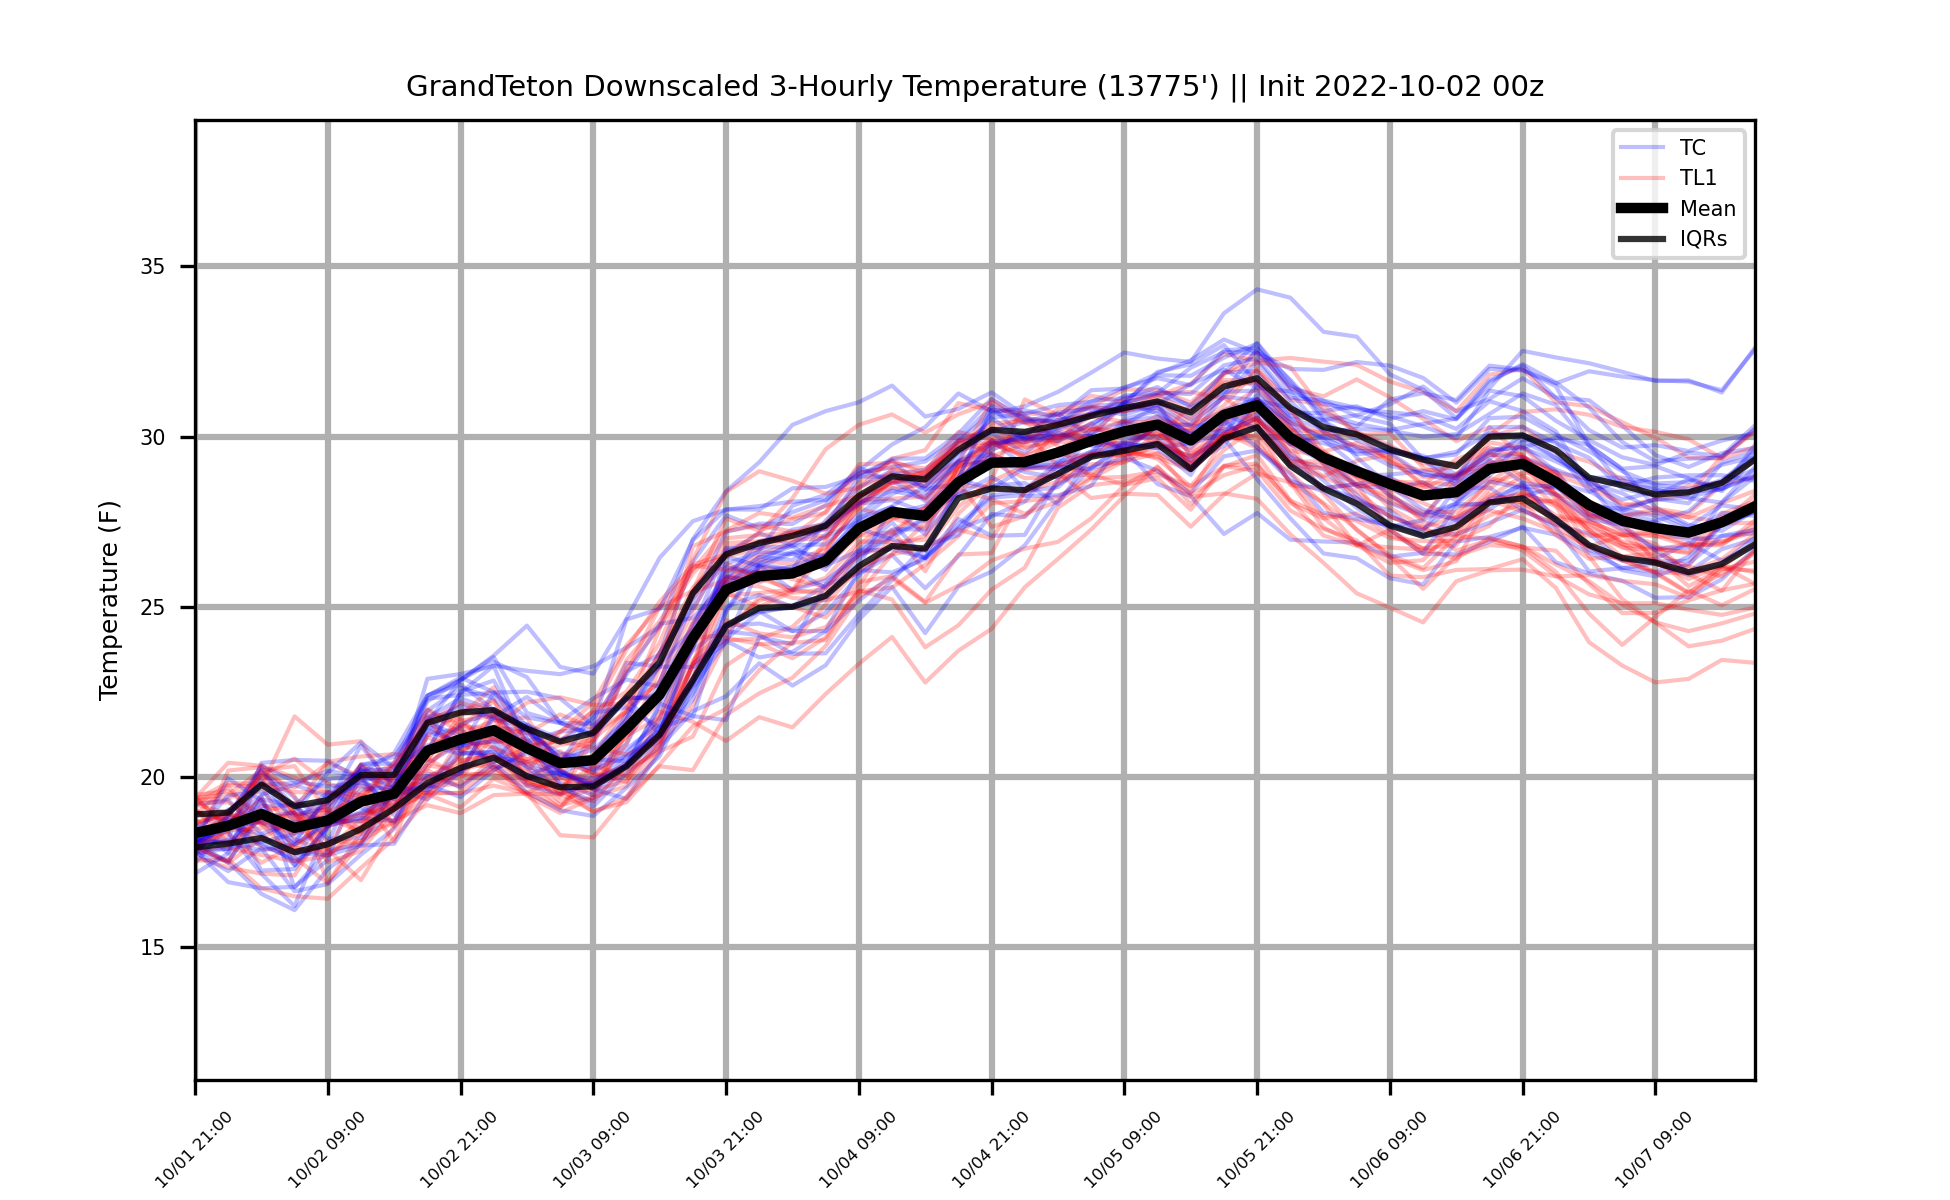 GrandTeton Downscaled 3-Hourly Temperature (13775') || Init 2022-10-02 00z
TC
TL1
Mean
IQRs
Temperature (F)
35
30
25
20
15
10/01 21:00
10/02 09:00
10/02 21:00
10/03 09:00
10/03 21:00
10/04 09:00
10/04 21:00
10/05 09:00
10/05 21:00
10/06 09:00
10/06 21:00
10/07 09:00